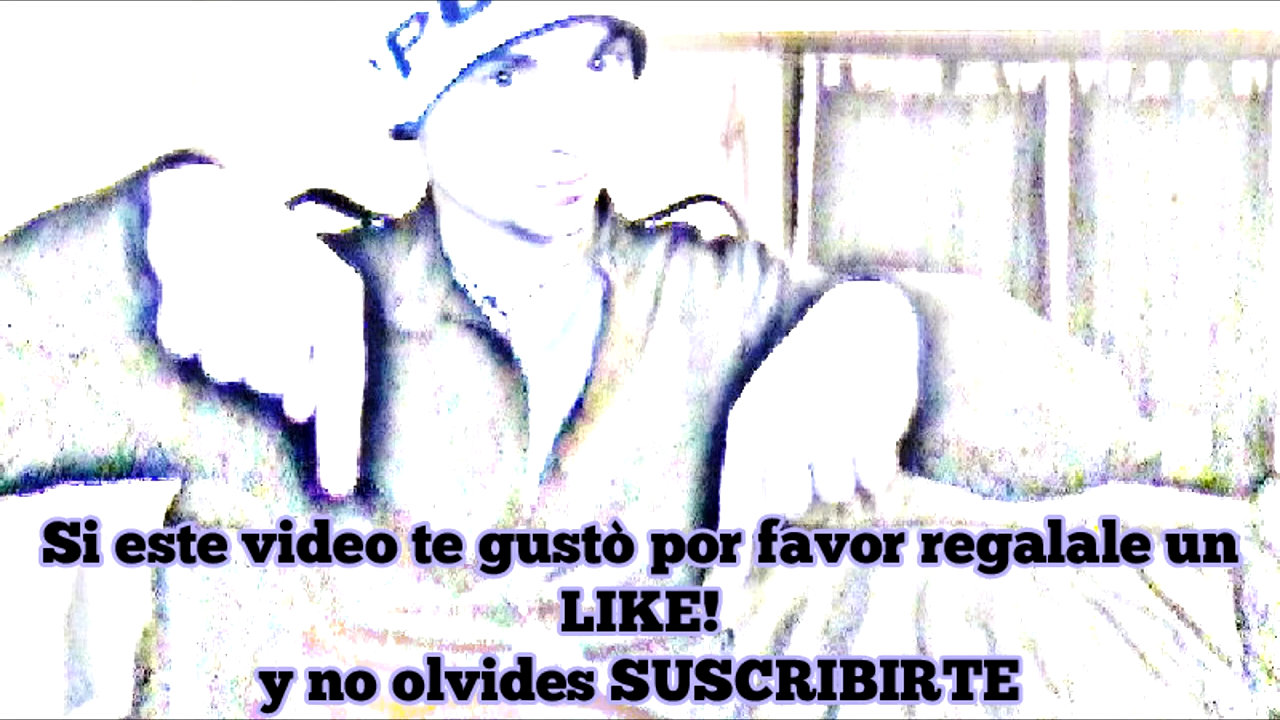 Si este video te gustò por favor regalale un
LIKE!
y no olvides SUSCRIBIRTE